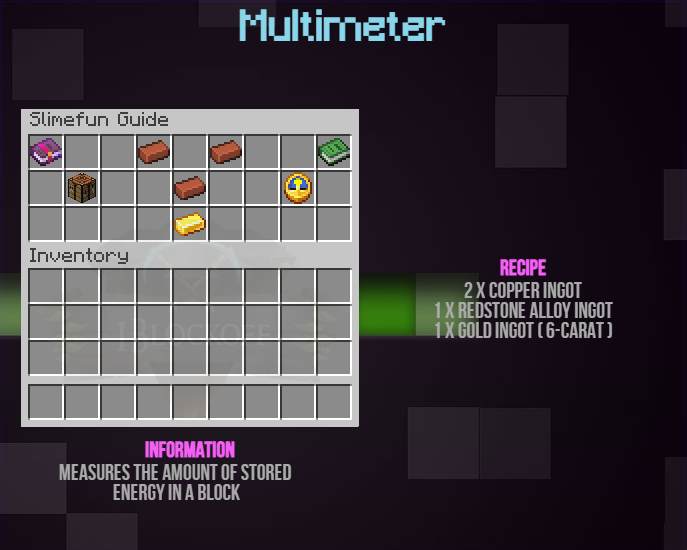 Multimeter
Slimefun Guide
Inventory
IBLOCKOFF
RECIPE
2 X COPPER INGOT
1 X REDSTONE ALLOY INGOT
1 X GOLD INGOT ( 6-CARAT )
INFORMATION
MEASURES THE AMOUNT OF STORED
ENERGY IN A BLOCK